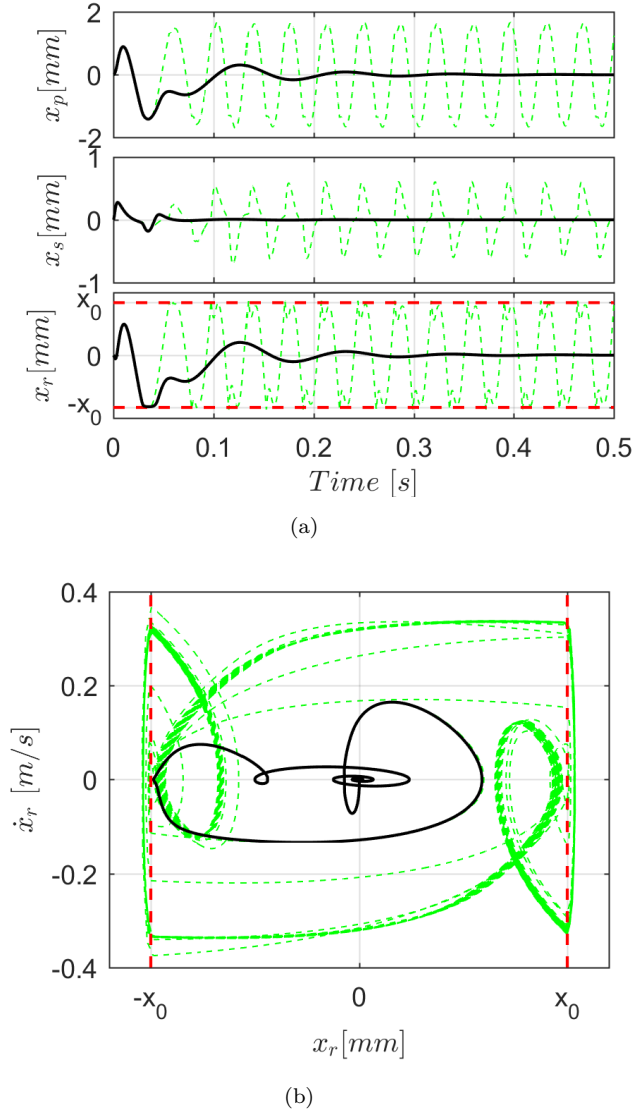 2
0
-2
x_p[mm]
1
0
-1
x_s[mm]
x_0
0
-x_0
x_r[mm]
0 0.1 0.2 0.3 0.4 0.5
Time [s]
(a)
0.4
0.2
0
-0.2
-0.4
ẋ_r [m/s]
-x_0 0 x_0
x_r[mm]
(b)